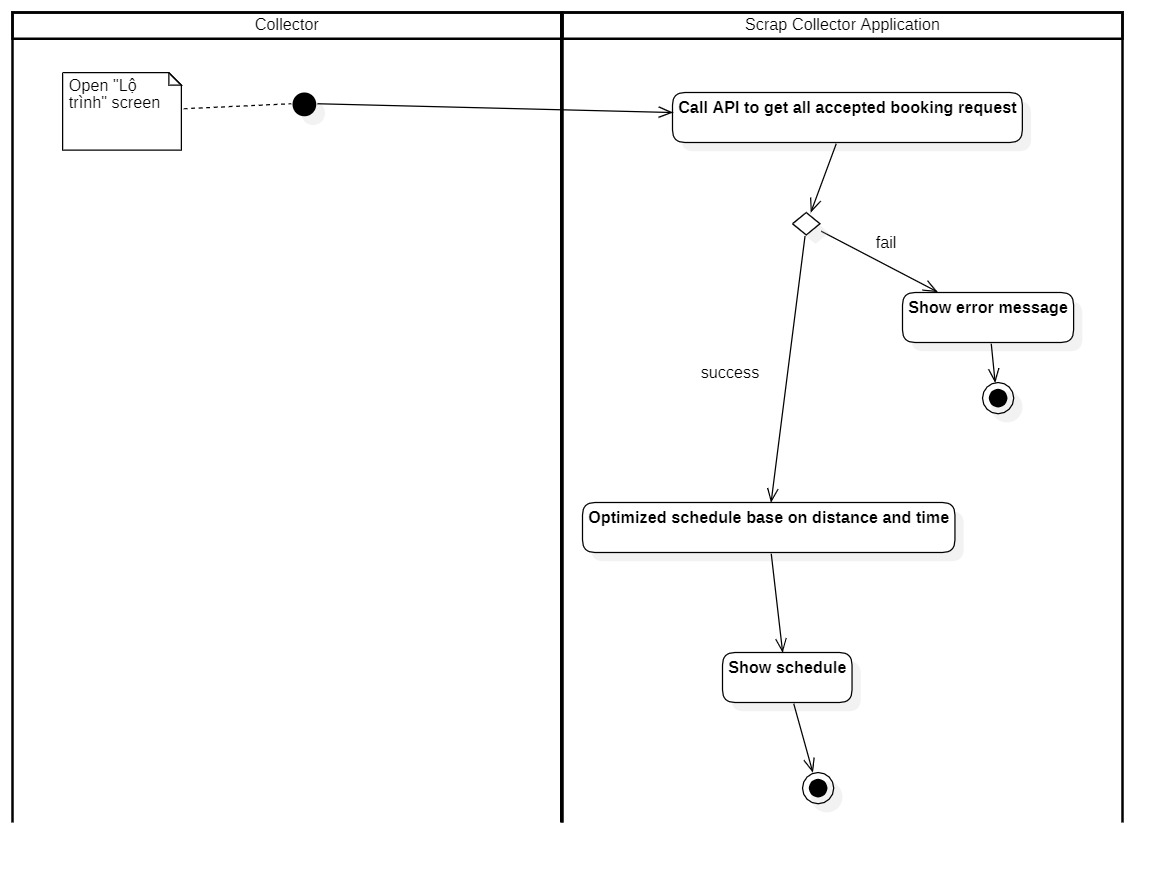 Collector
Scrap Collector Application
Open "Lộ
trình" screen
Call API to get all accepted booking request
fail
Show error message
success
Optimized schedule base on distance and time
Show schedule